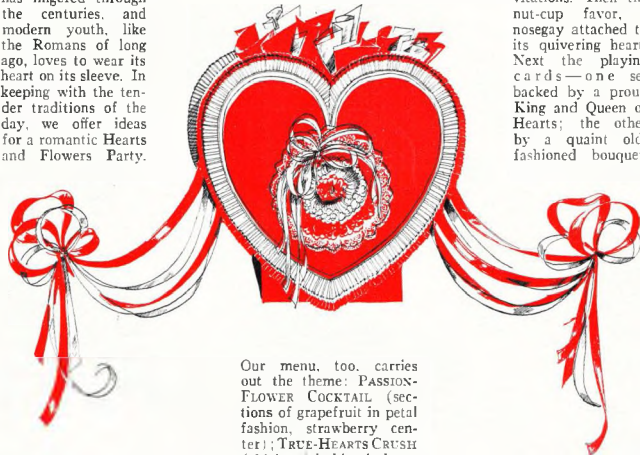 has lingered through
the centuries, and
modern youth, like
the Romans of long
ago, loves to wear its
heart on its sleeve. In
keeping with the ten-
der traditions of the
day, we offer ideas
for a romantic Hearts
and Flowers Party.
Our menu, too, carries
out the theme: PASSION-
FLOWER COCKTAIL (sec-
tions of grapefruit in petal
fashion, strawberry cen-
ter); TRUE-HEARTS CRUSH
vitations. Then the
nut-cup favor,
nosegay attached t
its quivering hear
Next the playin
cards—one se
backed by a prou
King and Queen o
Hearts; the othe
by a quaint old
fashioned bouque